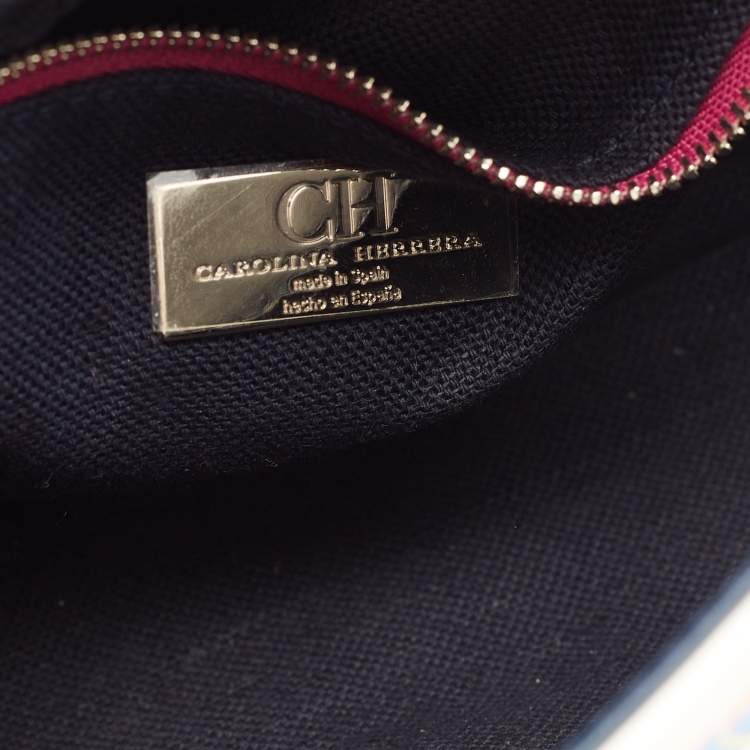 CH
CAROLINA HERRERA
made in Spain
hecho en España